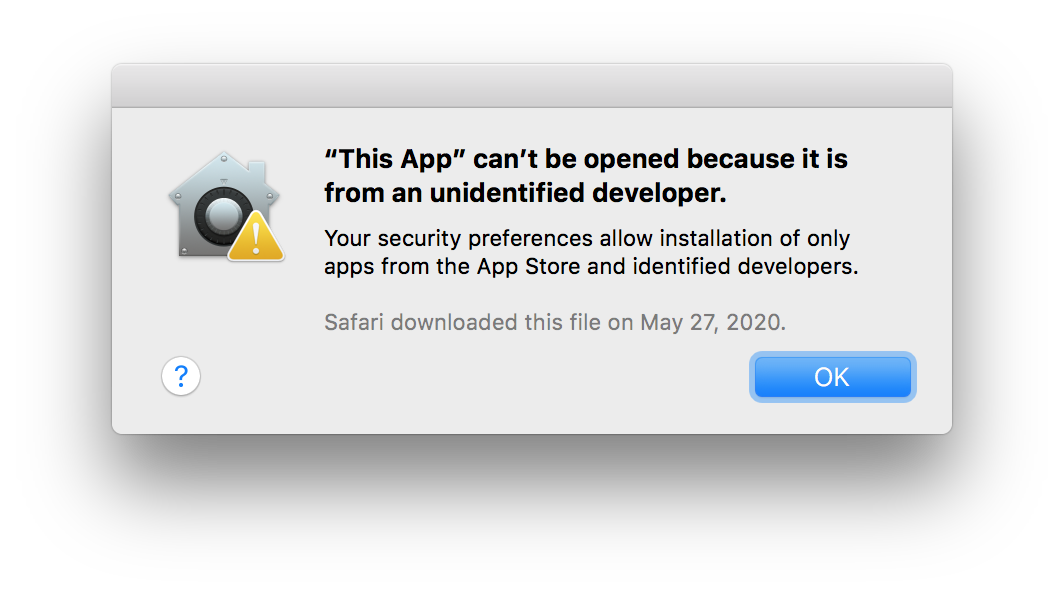 “This App” can’t be opened because it is
from an unidentified developer.
Your security preferences allow installation of only
apps from the App Store and identified developers.
Safari downloaded this file on May 27, 2020.
?
OK